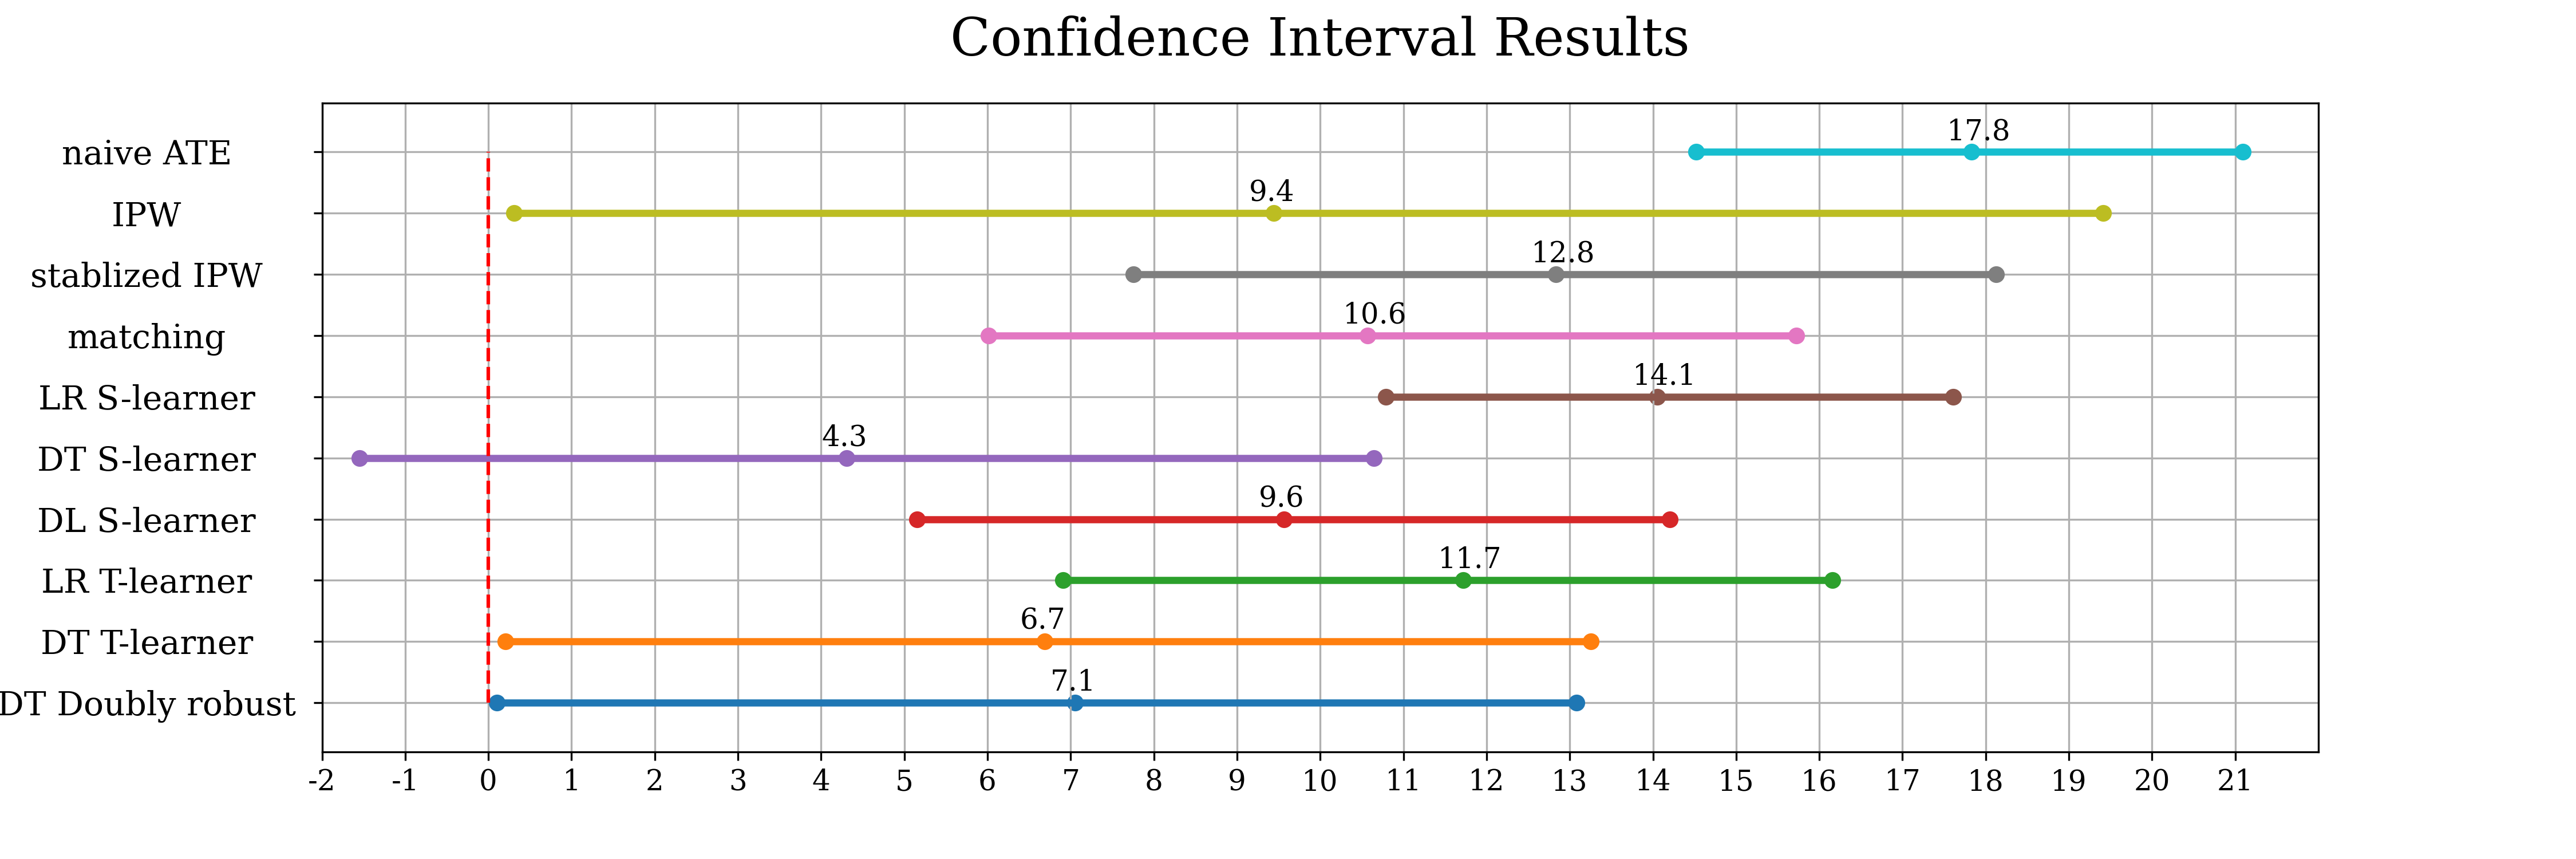 Confidence Interval Results
naive ATE
17.8
IPW
9.4
stablized IPW
12.8
matching
10.6
LR S-learner
14.1
DT S-learner
4.3
DL S-learner
9.6
LR T-learner
11.7
DT T-learner
6.7
DT Doubly robust
7.1
-2 -1 0 1 2 3 4 5 6 7 8 9 10 11 12 13 14 15 16 17 18 19 20 21